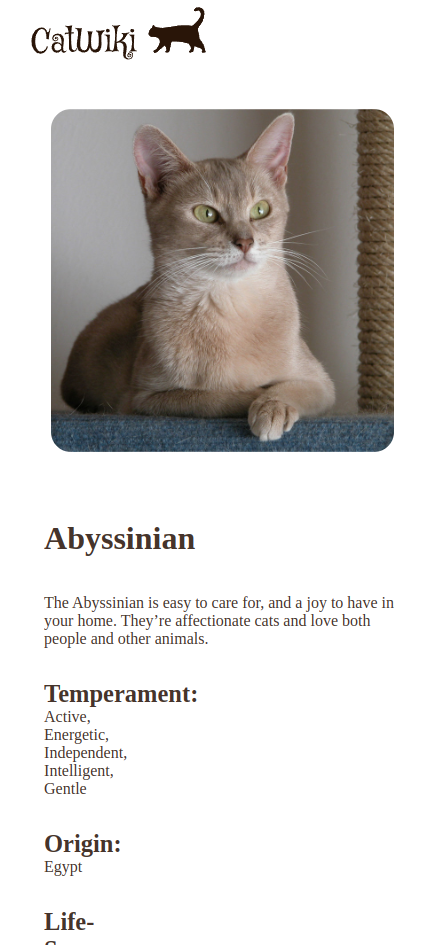 CatWiki
Abyssinian
The Abyssinian is easy to care for, and a joy to have in
your home. They’re affectionate cats and love both
people and other animals.
Temperament:
Active,
Energetic,
Independent,
Intelligent,
Gentle
Origin:
Egypt
Life-